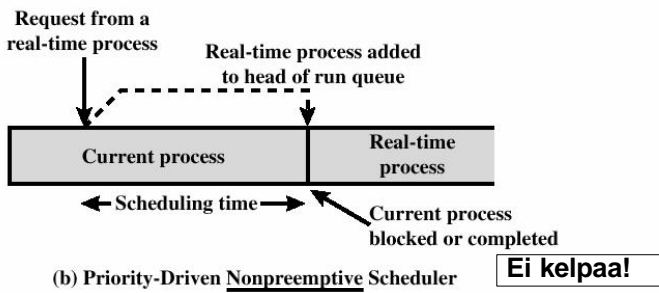 Request from a
real-time process
Real-time process added
to head of run queue
Current process
Real-time
process
Scheduling time
Current process
blocked or completed
(b) Priority-Driven Nonpreemptive Scheduler
Ei kelpaa!